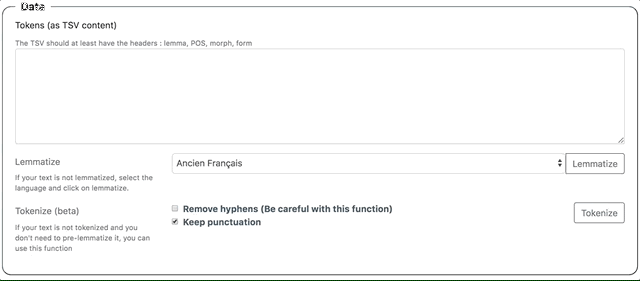 Data
Tokens (as TSV content)
The TSV should at least have the headers : lemma, POS, morph, form
Lemmatize
Ancien Français
Lemmatize
If your text is not lemmatized, select the
language and click on lemmatize.
Tokenize (beta)
Remove hyphens (Be careful with this function)
Keep punctuation
Tokenize
If your text is not tokenized and you
don't need to pre-lemmatize it, you can
use this function